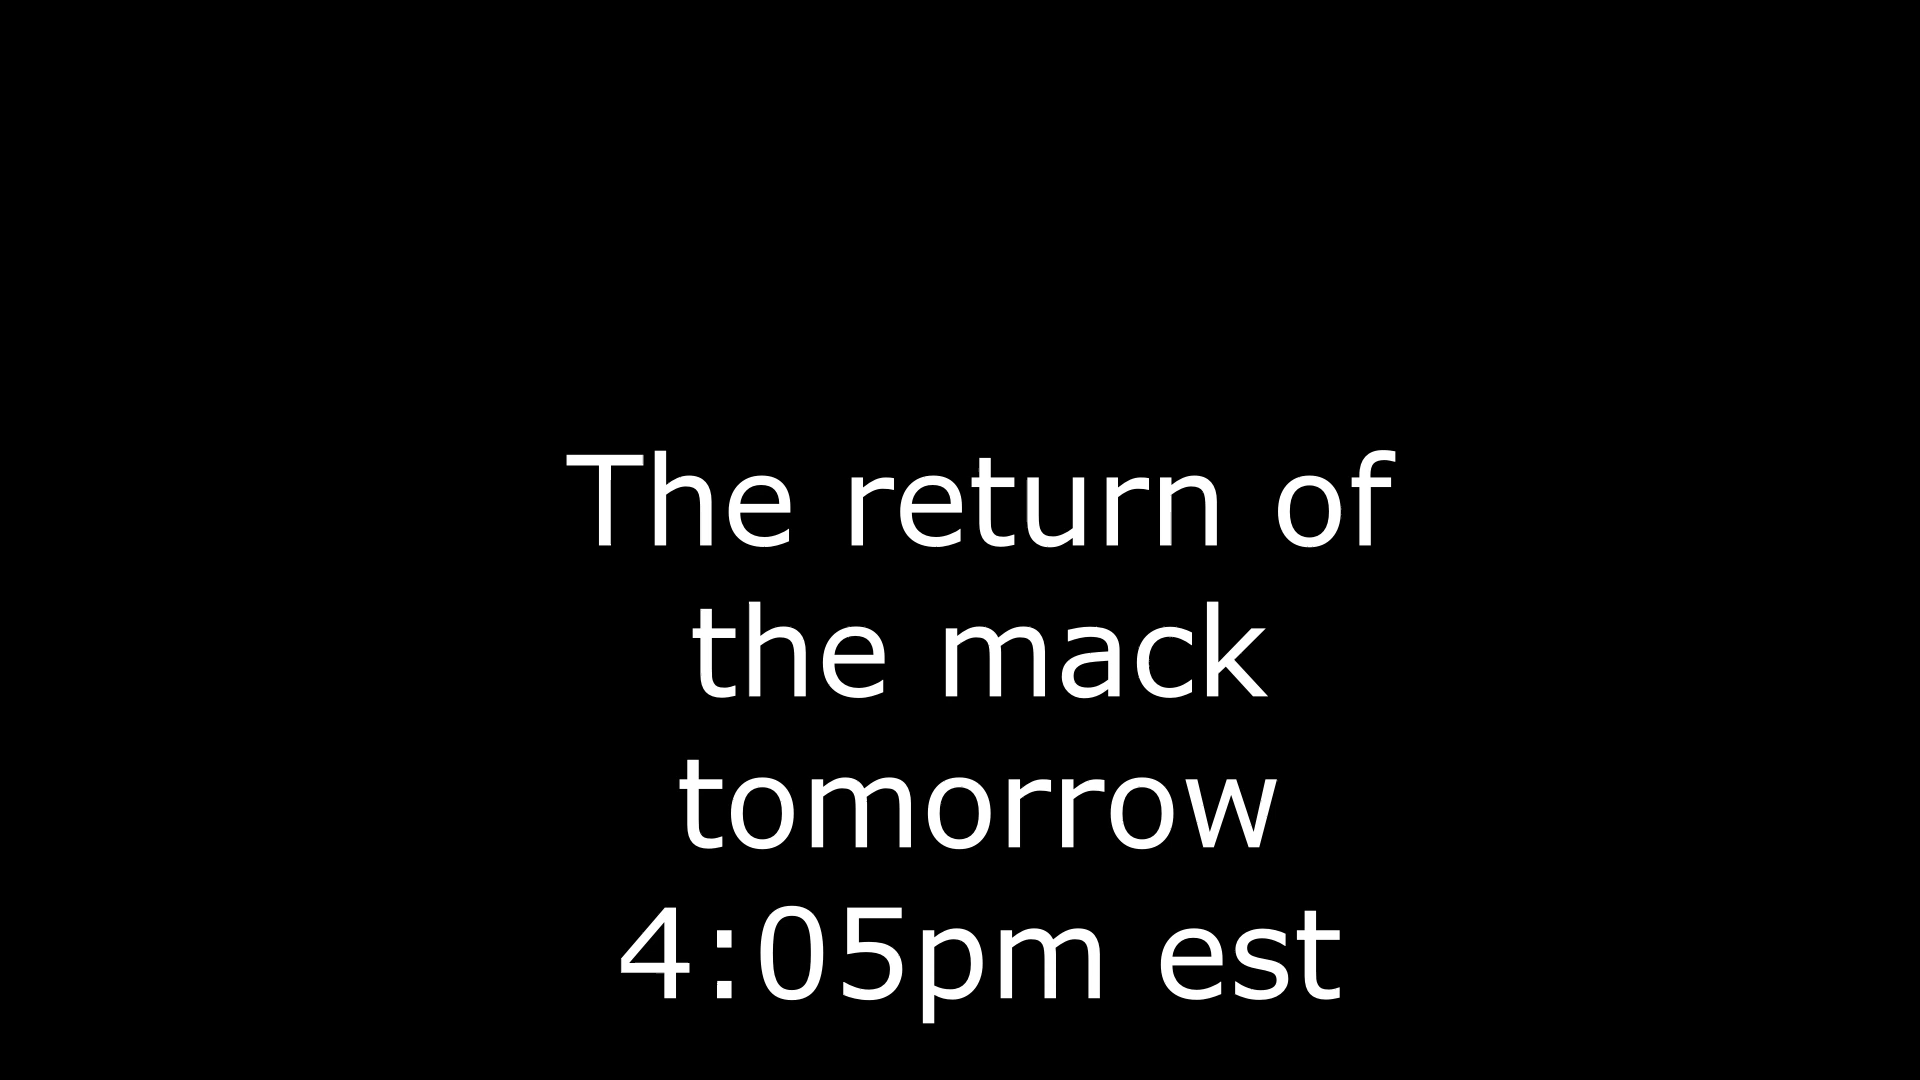 The return of
the mack
tomorrow
4:05pm est